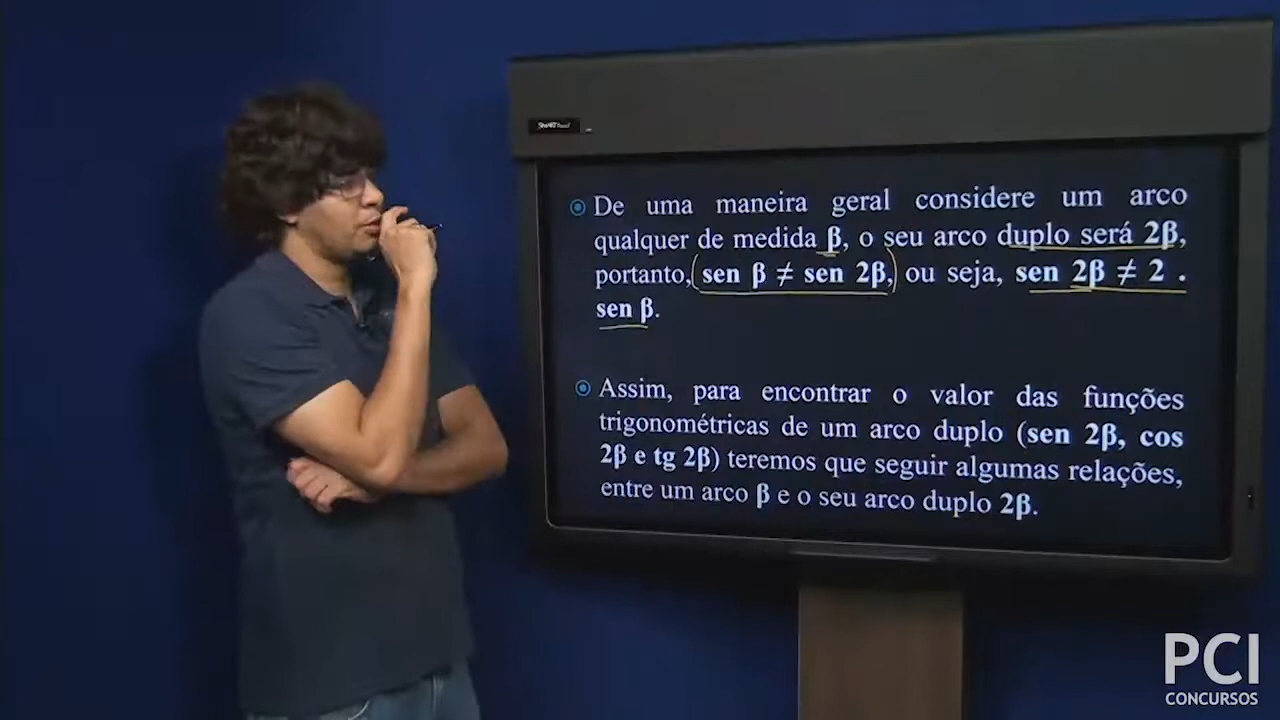 De uma maneira geral considere um arco
qualquer de medida β, o seu arco duplo será 2β,
portanto, sen β ≠ sen 2β, ou seja, sen 2β ≠ 2 .
sen β.
Assim, para encontrar o valor das funções
trigonométricas de um arco duplo (sen 2β, cos
2β e tg 2β) teremos que seguir algumas relações,
entre um arco β e o seu arco duplo 2β.
PCI
CONCURSOS